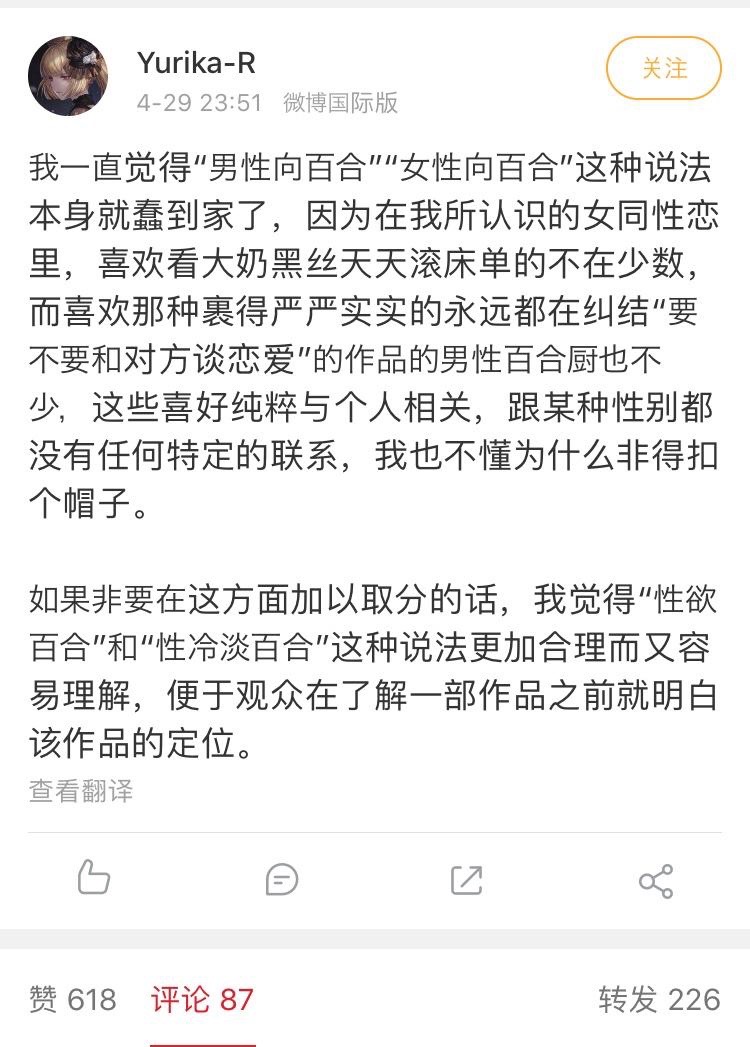 Yurika-R
关注
4-29 23:51 微博国际版
我一直觉得“男性向百合”“女性向百合”这种说法
本身就蠢到家了，因为在我所认识的女同性恋
里，喜欢看大奶黑丝天天滚床单的不在少数，
而喜欢那种裹得严严实实的永远都在纠结“要
不要和对方谈恋爱”的作品的男性百合厨也不
少，这些喜好纯粹与个人相关，跟某种性别都
没有任何特定的联系，我也不懂为什么非得扣
个帽子。
如果非要在这方面加以取分的话，我觉得“性欲
百合”和“性冷淡百合”这种说法更加合理而又容
易理解，便于观众在了解一部作品之前就明白
该作品的定位。
查看翻译
赞 618 评论 87 转发 226